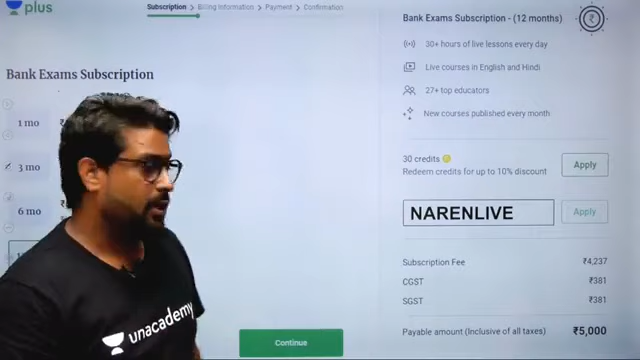 plus
Subscription > Billing Information > Payment > Confirmation
Bank Exams Subscription
1 mo
3 mo
6 mo
unacademy
Continue
Bank Exams Subscription - (12 months)
30+ hours of live lessons every day
Live courses in English and Hindi
27+ top educators
New courses published every month
30 credits
Redeem credits for up to 10% discount
Apply
NARENLIVE
Apply
Subscription Fee ₹4,237
CGST ₹381
SGST ₹381
Payable amount (Inclusive of all taxes) ₹5,000